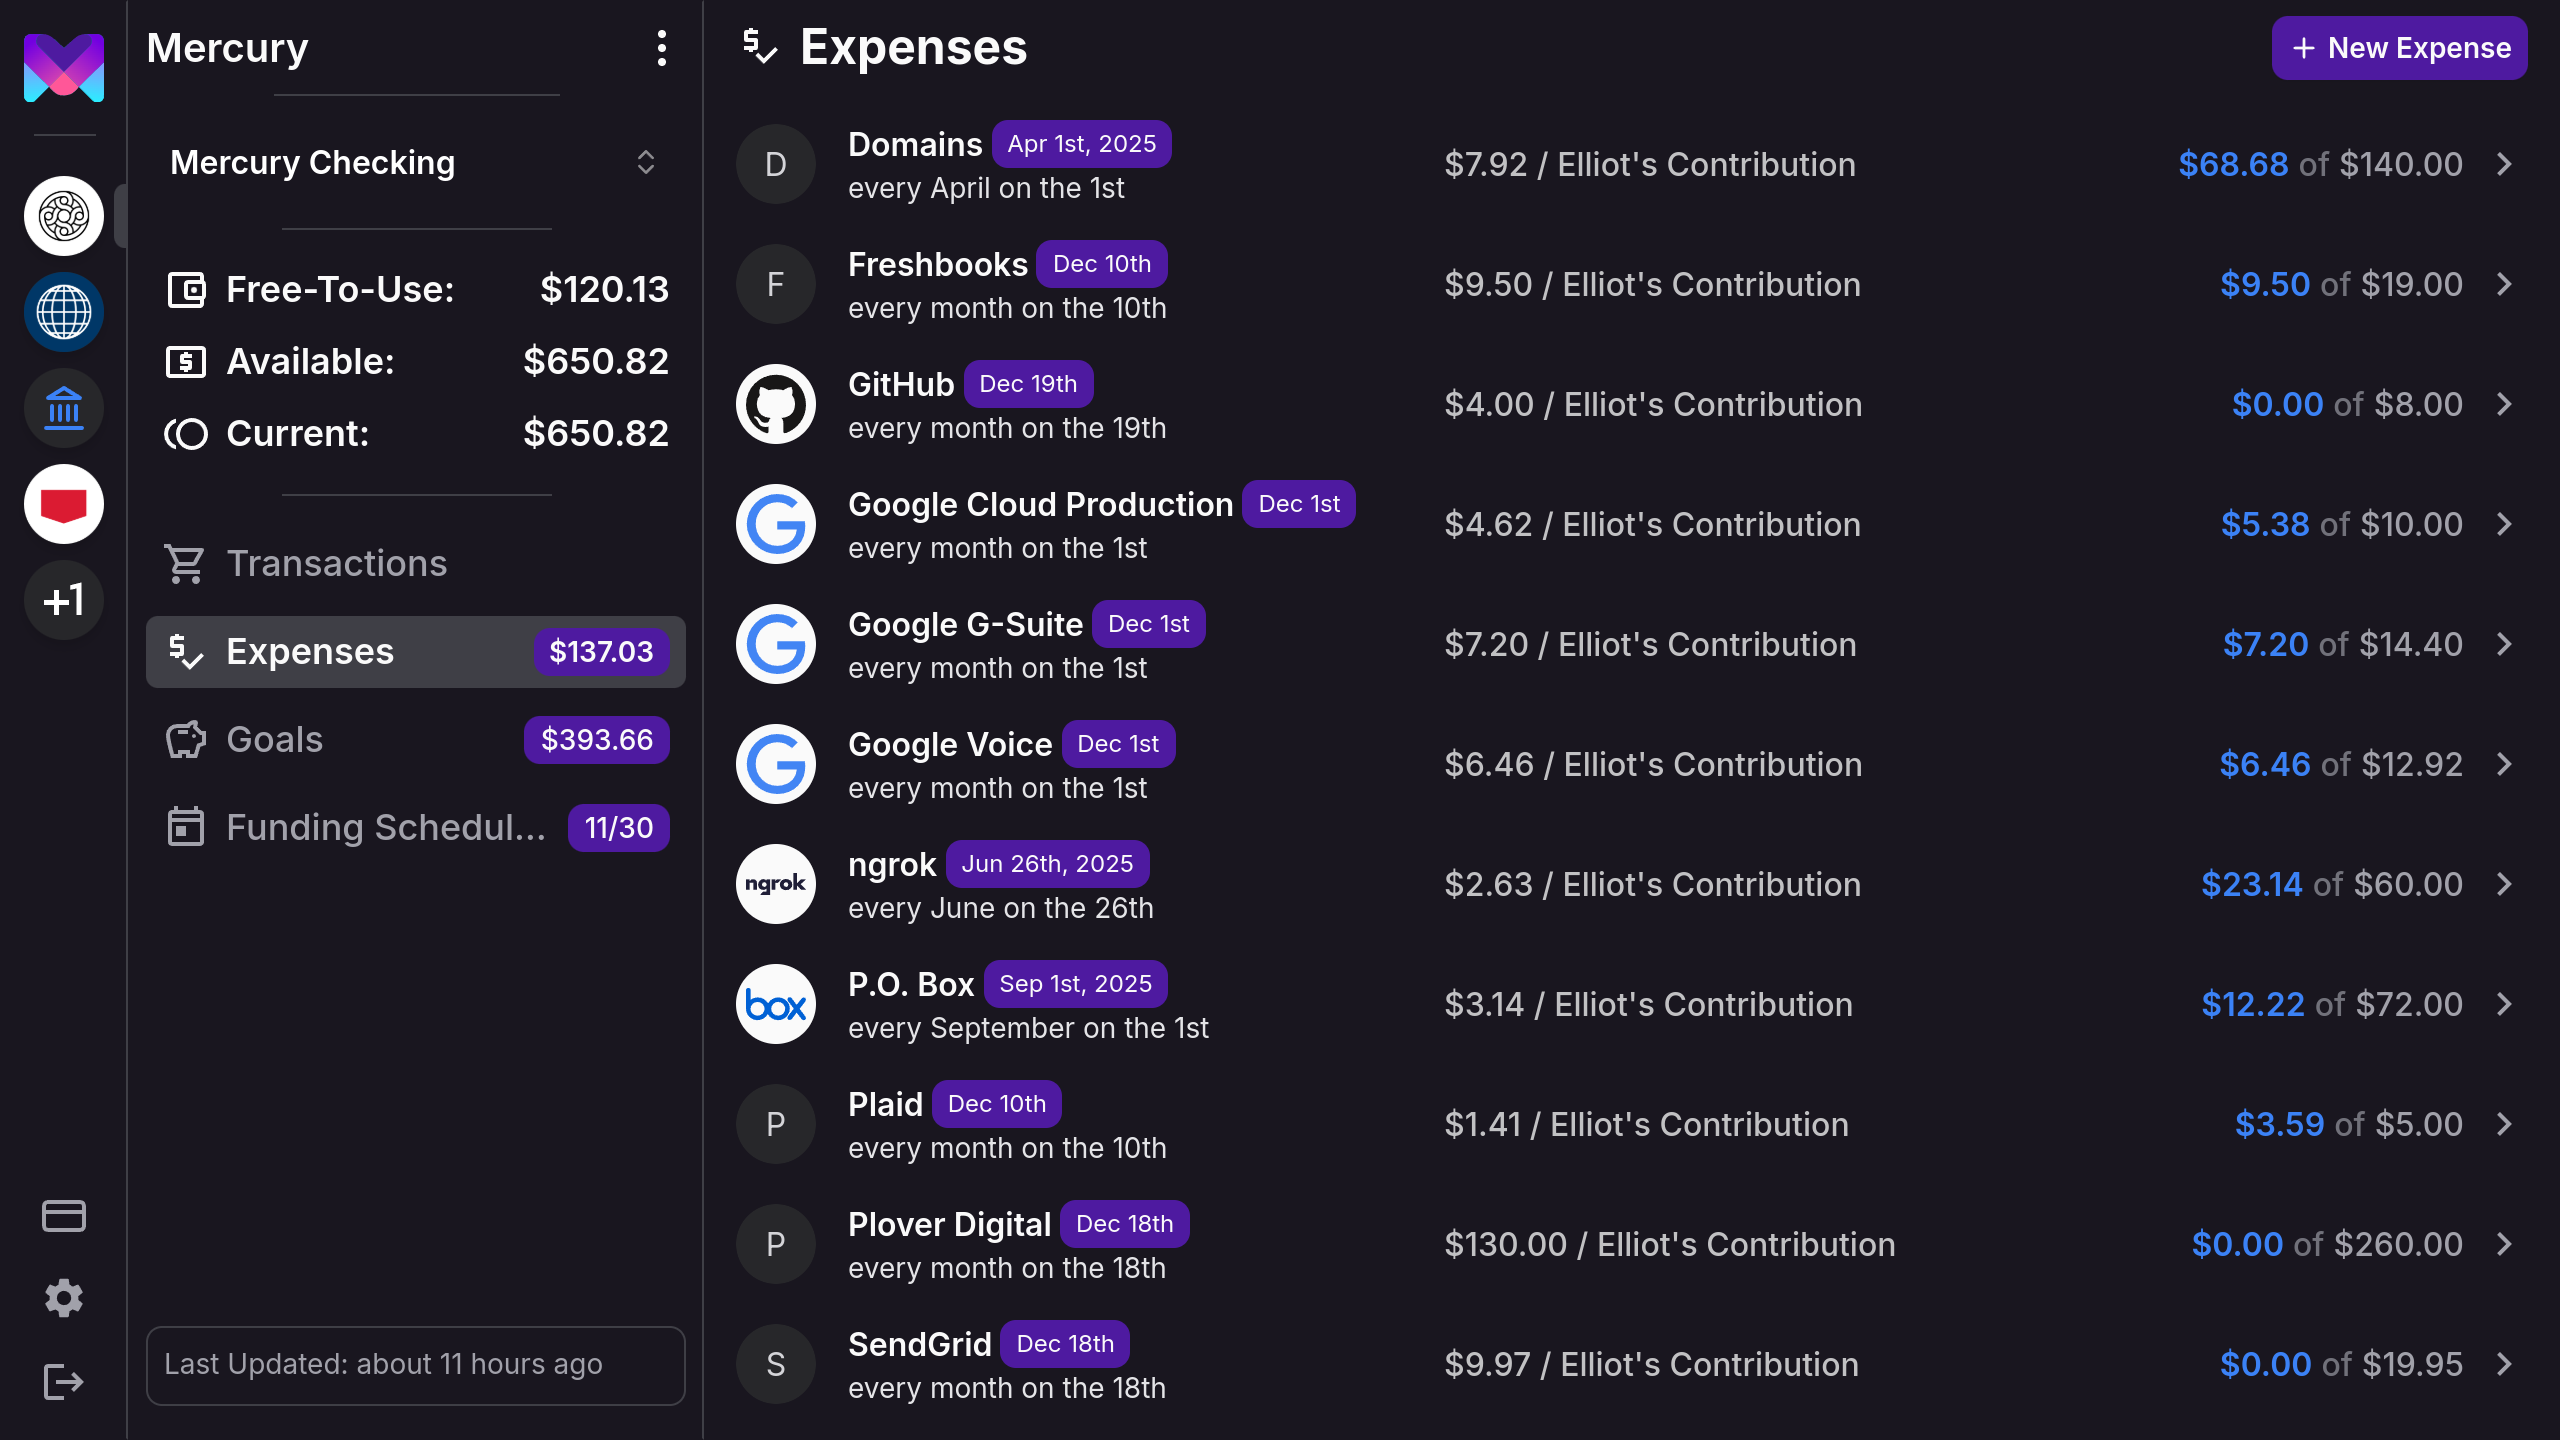 Mercury
Mercury Checking
Free-To-Use: $120.13
Available: $650.82
Current: $650.82
+1
Transactions
Expenses $137.03
Goals $393.66
Funding Schedul... 11/30
Last Updated: about 11 hours ago
Expenses
+ New Expense
D
Domains Apr 1st, 2025
every April on the 1st
$7.92 / Elliot's Contribution
$68.68 of $140.00
F
Freshbooks Dec 10th
every month on the 10th
$9.50 / Elliot's Contribution
$9.50 of $19.00
GitHub Dec 19th
every month on the 19th
$4.00 / Elliot's Contribution
$0.00 of $8.00
G
Google Cloud Production Dec 1st
every month on the 1st
$4.62 / Elliot's Contribution
$5.38 of $10.00
G
Google G-Suite Dec 1st
every month on the 1st
$7.20 / Elliot's Contribution
$7.20 of $14.40
G
Google Voice Dec 1st
every month on the 1st
$6.46 / Elliot's Contribution
$6.46 of $12.92
ngrok
ngrok Jun 26th, 2025
every June on the 26th
$2.63 / Elliot's Contribution
$23.14 of $60.00
box
P.O. Box Sep 1st, 2025
every September on the 1st
$3.14 / Elliot's Contribution
$12.22 of $72.00
P
Plaid Dec 10th
every month on the 10th
$1.41 / Elliot's Contribution
$3.59 of $5.00
P
Plover Digital Dec 18th
every month on the 18th
$130.00 / Elliot's Contribution
$0.00 of $260.00
S
SendGrid Dec 18th
every month on the 18th
$9.97 / Elliot's Contribution
$0.00 of $19.95